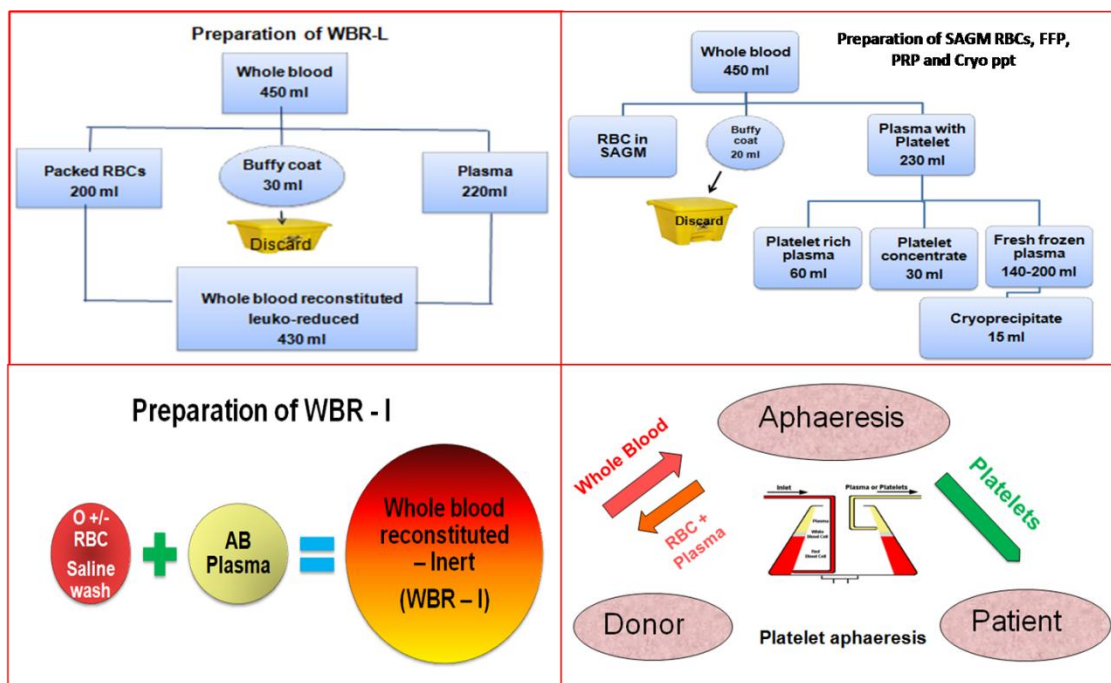 Preparation of WBR-L
Whole blood
450 ml
Packed RBCs
200 ml
Buffy coat
30 ml
Plasma
220ml
Discard
Whole blood reconstituted
leuko-reduced
430 ml
Preparation of SAGM RBCs, FFP,
PRP and Cryo ppt
Whole blood
450 ml
RBC in
SAGM
Buffy
coat
20 ml
Plasma with
Platelet
230 ml
Discard
Platelet rich
plasma
60 ml
Platelet
concentrate
30 ml
Fresh frozen
plasma
140-200 ml
Cryoprecipitate
15 ml
Preparation of WBR - I
O +/-
RBC
Saline
wash
AB
Plasma
Whole blood
reconstituted
– Inert
(WBR – I)
Aphaeresis
Whole Blood
RBC +
Plasma
Inlet
Plasma or Platelets
Plasma
White
Blood Cell
Red
Blood Cell
Platelets
Donor
Patient
Platelet aphaeresis